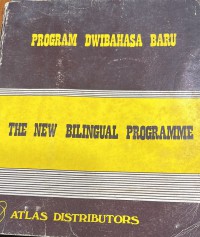 PROGRAM DWIBAHASA BARU
THE NEW BILINGUAL PROGRAMME
ATLAS DISTRIBUTORS